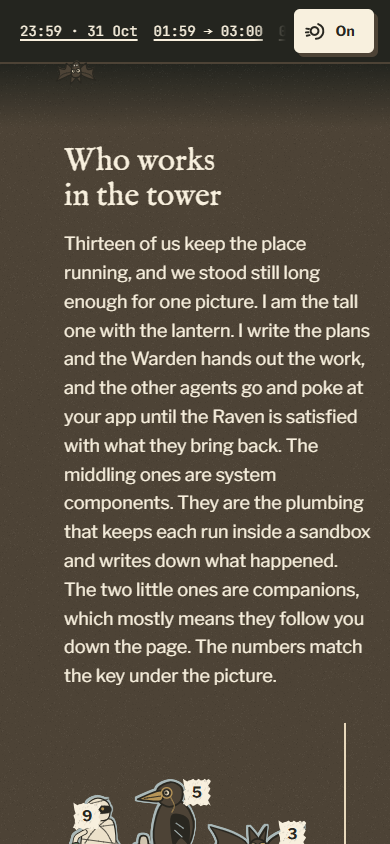 23:59 · 31 Oct 01:59 → 03:00
On
Who works
in the tower
Thirteen of us keep the place
running, and we stood still long
enough for one picture. I am the tall
one with the lantern. I write the plans
and the Warden hands out the work,
and the other agents go and poke at
your app until the Raven is satisfied
with what they bring back. The
middling ones are system
components. They are the plumbing
that keeps each run inside a sandbox
and writes down what happened.
The two little ones are companions,
which mostly means they follow you
down the page. The numbers match
the key under the picture.
5
9
3